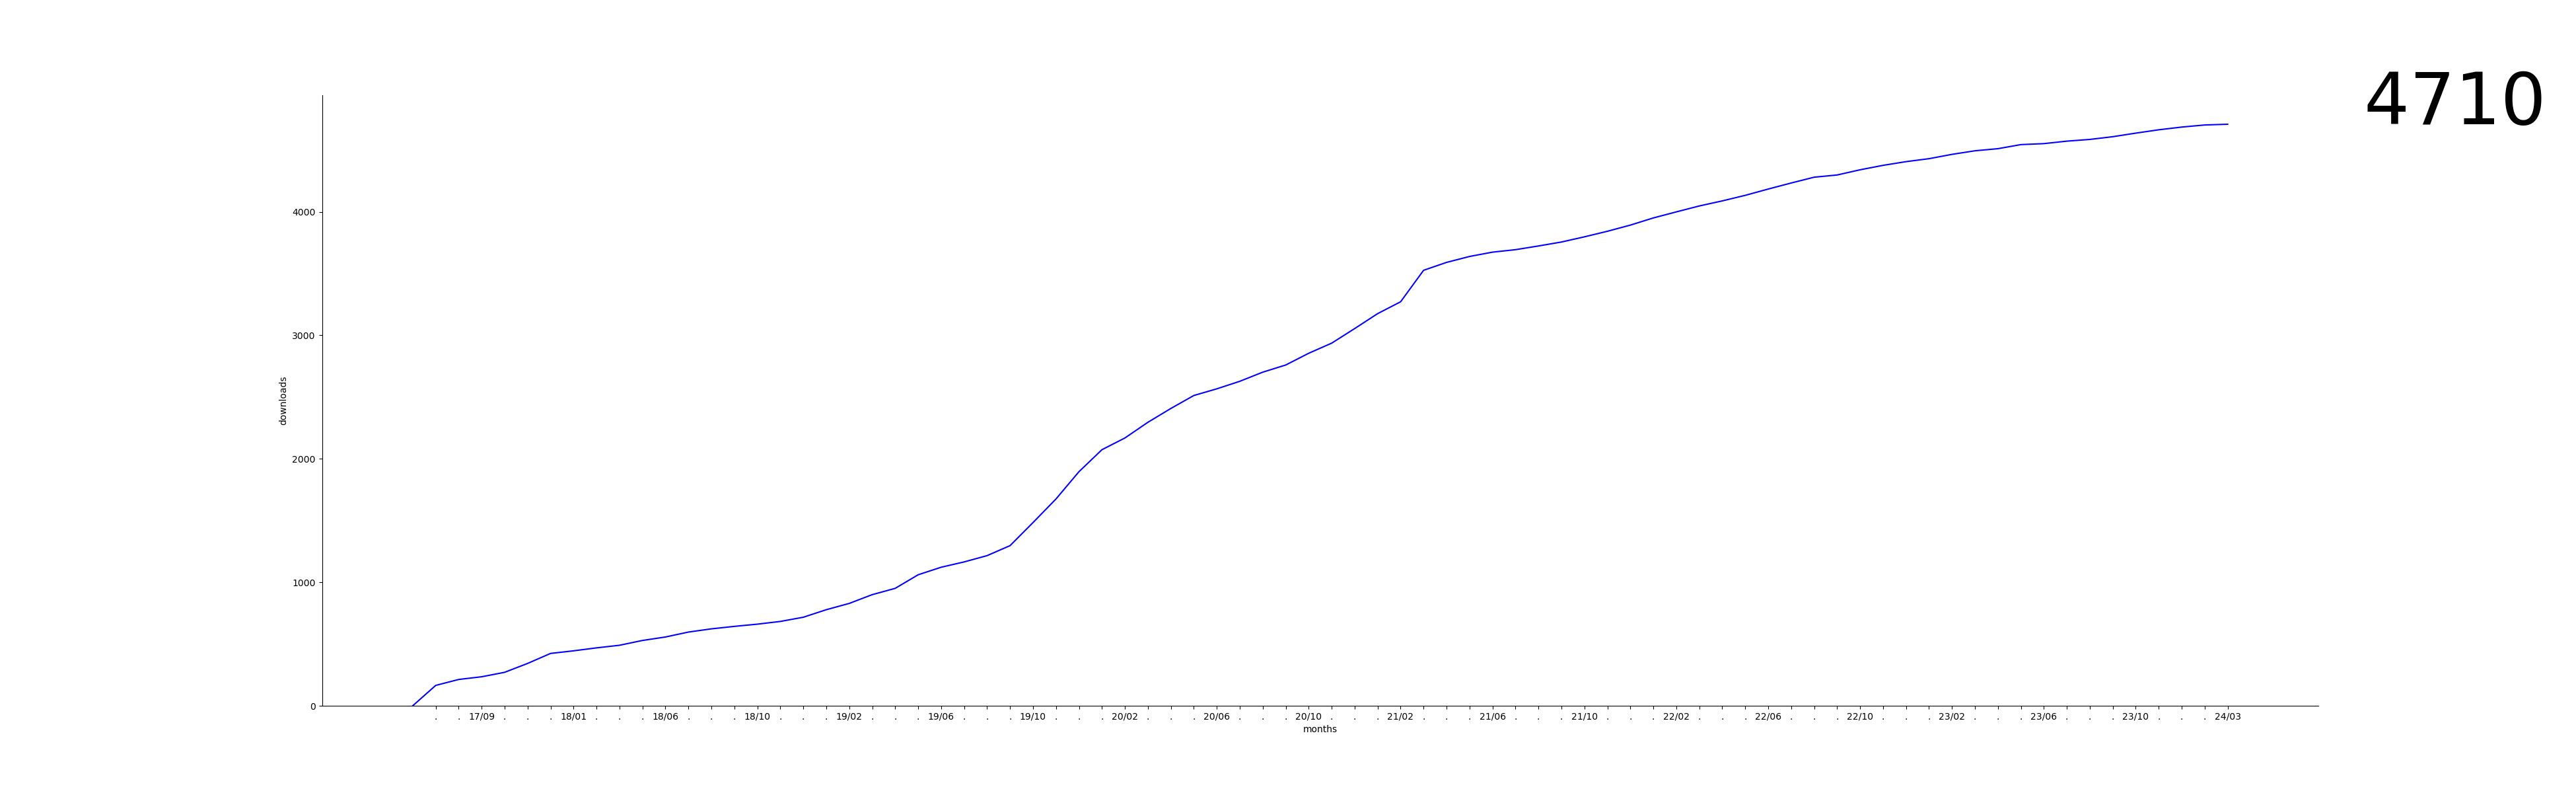 4710
4000
3000
2000
1000
0
downloads
. . 17/09 . . . 18/01 . . . 18/06 . . . 18/10 . . . 19/02 . . . 19/06 . . . 19/10 . . . 20/02 . . . 20/06 . . . 20/10 . . . 21/02 . . . 21/06 . . . 21/10 . . . 22/02 . . . 22/06 . . . 22/10 . . . 23/02 . . . 23/06 . . . 23/10 . . . 24/03
months